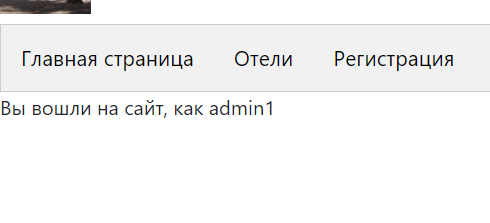 Главная страница Отели Регистрация
Вы вошли на сайт, как admin1